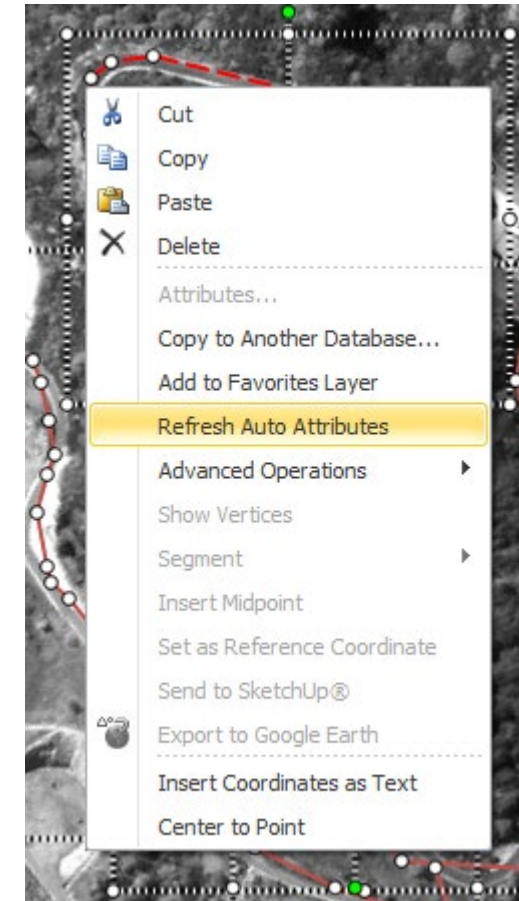 Cut
Copy
Paste
Delete
Attributes...
Copy to Another Database...
Add to Favorites Layer
Refresh Auto Attributes
Advanced Operations
Show Vertices
Segment
Insert Midpoint
Set as Reference Coordinate
Send to SketchUp®
Export to Google Earth
Insert Coordinates as Text
Center to Point